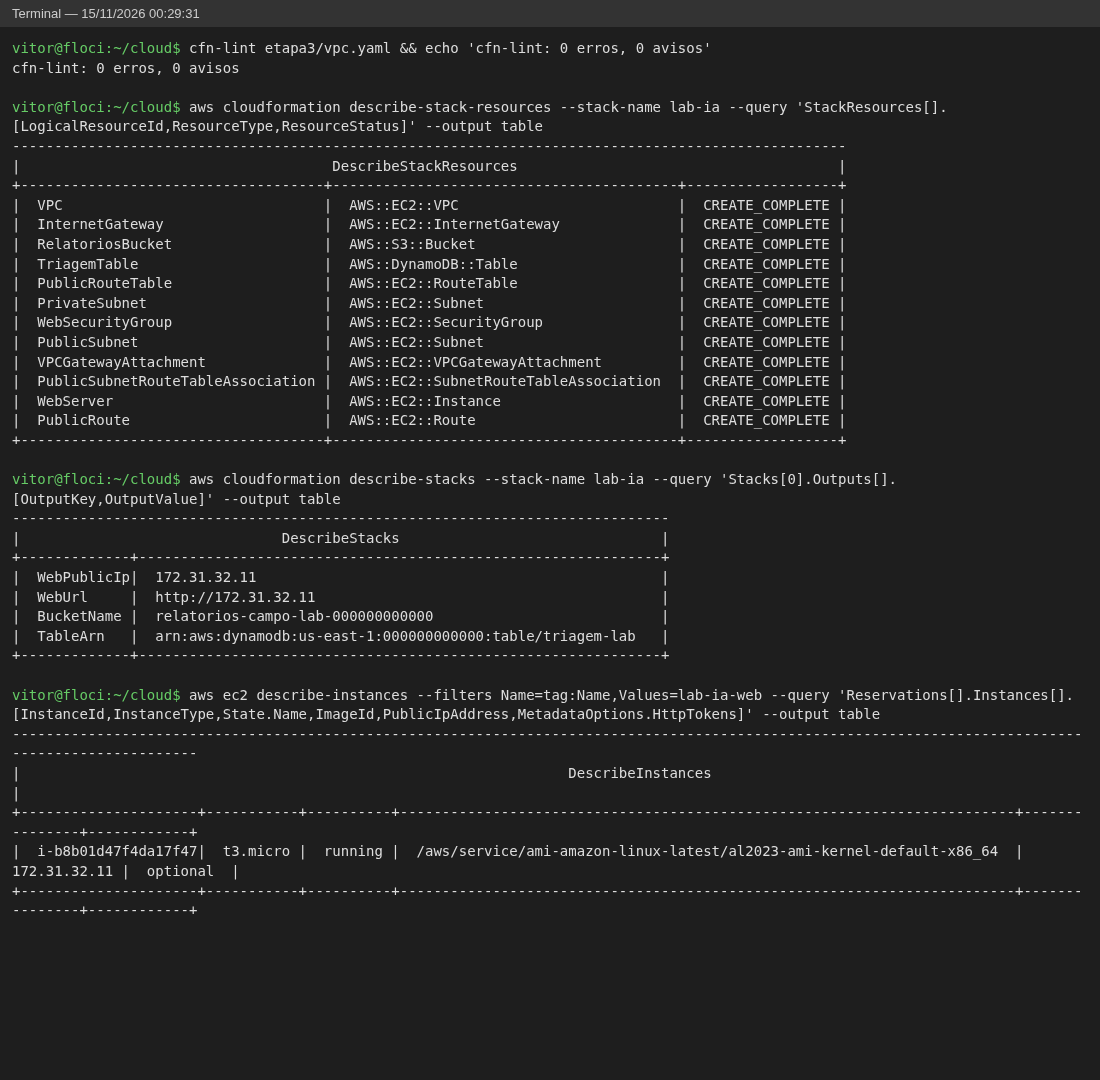 Terminal — 15/11/2026 00:29:31
vitor@floci:~/cloud$ cfn-lint etapa3/vpc.yaml && echo 'cfn-lint: 0 erros, 0 avisos'
cfn-lint: 0 erros, 0 avisos
vitor@floci:~/cloud$ aws cloudformation describe-stack-resources --stack-name lab-ia --query 'StackResources[].
[LogicalResourceId,ResourceType,ResourceStatus]' --output table
---------------------------------------------------------------------------------------------------
|                                     DescribeStackResources                                      |
+------------------------------------+-----------------------------------------+------------------+
|  VPC                               |  AWS::EC2::VPC                          |  CREATE_COMPLETE |
|  InternetGateway                   |  AWS::EC2::InternetGateway              |  CREATE_COMPLETE |
|  RelatoriosBucket                  |  AWS::S3::Bucket                        |  CREATE_COMPLETE |
|  TriagemTable                      |  AWS::DynamoDB::Table                   |  CREATE_COMPLETE |
|  PublicRouteTable                  |  AWS::EC2::RouteTable                   |  CREATE_COMPLETE |
|  PrivateSubnet                     |  AWS::EC2::Subnet                       |  CREATE_COMPLETE |
|  WebSecurityGroup                  |  AWS::EC2::SecurityGroup                |  CREATE_COMPLETE |
|  PublicSubnet                      |  AWS::EC2::Subnet                       |  CREATE_COMPLETE |
|  VPCGatewayAttachment              |  AWS::EC2::VPCGatewayAttachment         |  CREATE_COMPLETE |
|  PublicSubnetRouteTableAssociation |  AWS::EC2::SubnetRouteTableAssociation  |  CREATE_COMPLETE |
|  WebServer                         |  AWS::EC2::Instance                     |  CREATE_COMPLETE |
|  PublicRoute                       |  AWS::EC2::Route                        |  CREATE_COMPLETE |
+------------------------------------+-----------------------------------------+------------------+
vitor@floci:~/cloud$ aws cloudformation describe-stacks --stack-name lab-ia --query 'Stacks[0].Outputs[].
[OutputKey,OutputValue]' --output table
------------------------------------------------------------------------------
|                               DescribeStacks                               |
+-------------+--------------------------------------------------------------+
|  WebPublicIp|  172.31.32.11                                                |
|  WebUrl     |  http://172.31.32.11                                         |
|  BucketName |  relatorios-campo-lab-000000000000                           |
|  TableArn   |  arn:aws:dynamodb:us-east-1:000000000000:table/triagem-lab   |
+-------------+--------------------------------------------------------------+
vitor@floci:~/cloud$ aws ec2 describe-instances --filters Name=tag:Name,Values=lab-ia-web --query 'Reservations[].Instances[].
[InstanceId,InstanceType,State.Name,ImageId,PublicIpAddress,MetadataOptions.HttpTokens]' --output table
-------------------------------------------------------------------------------------------------------------------------------
----------------------
|                                                                 DescribeInstances
|
+---------------------+-----------+----------+-------------------------------------------------------------------------+-------
--------+------------+
|  i-b8b01d47f4da17f47|  t3.micro |  running |  /aws/service/ami-amazon-linux-latest/al2023-ami-kernel-default-x86_64  |
172.31.32.11 |  optional  |
+---------------------+-----------+----------+-------------------------------------------------------------------------+-------
--------+------------+